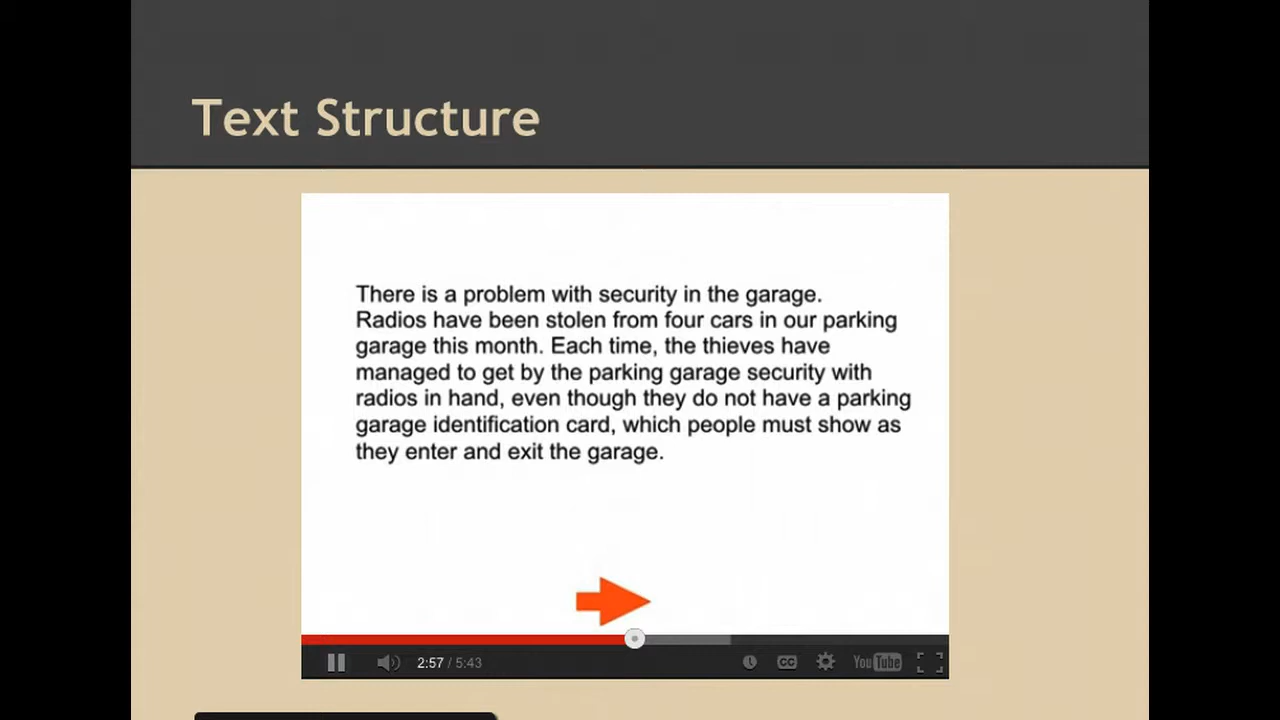 Text Structure
There is a problem with security in the garage.
Radios have been stolen from four cars in our parking
garage this month. Each time, the thieves have
managed to get by the parking garage security with
radios in hand, even though they do not have a parking
garage identification card, which people must show as
they enter and exit the garage.
2:57 / 5:43
CC
YouTube